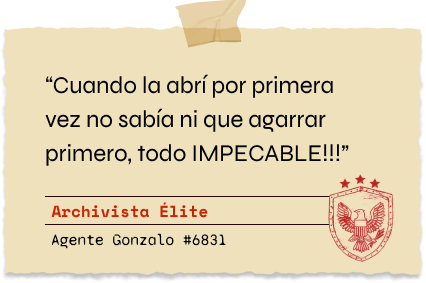 “Cuando la abrí por primera
vez no sabía ni que agarrar
primero, todo IMPECABLE!!!”
Archivista Élite
Agente Gonzalo #6831